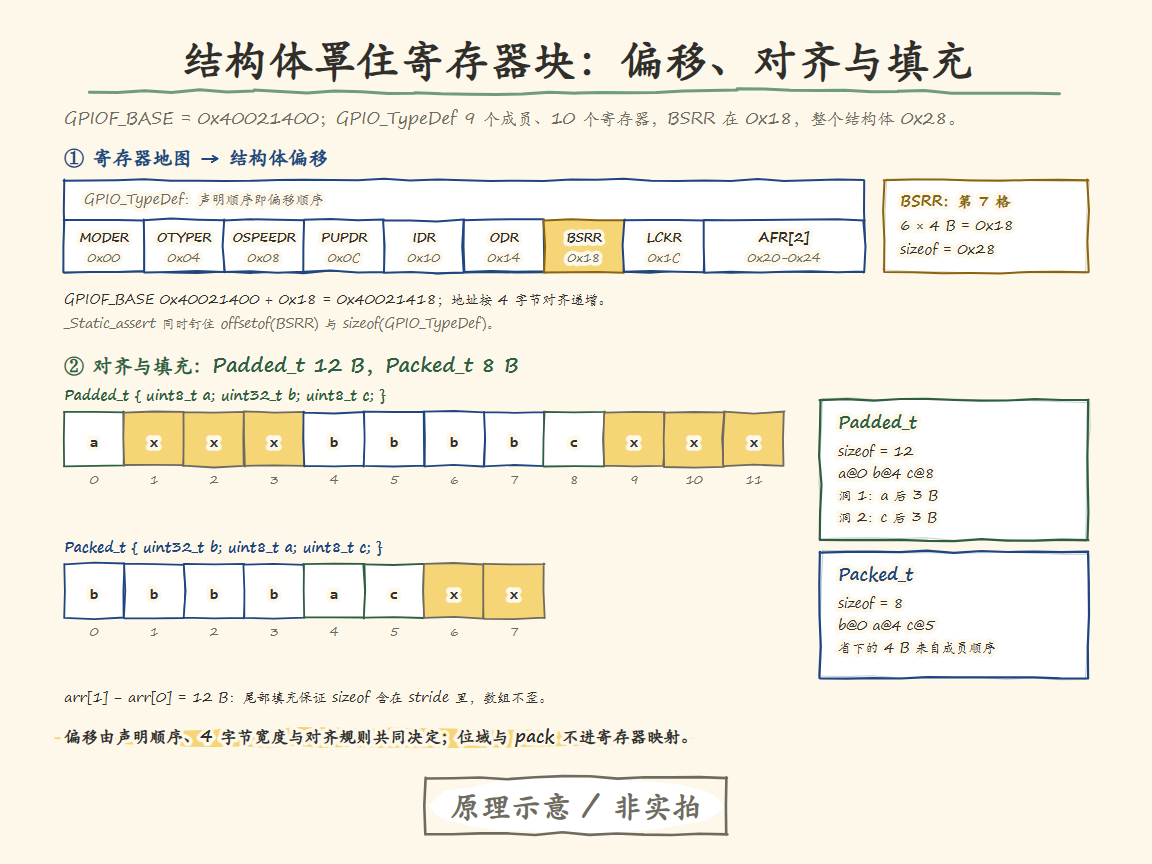 结构体罩住寄存器块：偏移、对齐与填充
GPIOF_BASE = 0x40021400；GPIO_TypeDef 9 个成员、10 个寄存器，BSRR 在 0x18，整个结构体 0x28。
① 寄存器地图 → 结构体偏移
GPIO_TypeDef：声明顺序即偏移顺序
MODER OTYPER OSPEEDR PUPDR IDR ODR BSRR LCKR AFR[2]
0x00 0x04 0x08 0x0C 0x10 0x14 0x18 0x1C 0x20-0x24
BSRR：第 7 格
6 × 4 B = 0x18
sizeof = 0x28
GPIOF_BASE 0x40021400 + 0x18 = 0x40021418；地址按 4 字节对齐递增。
_Static_assert 同时钉住 offsetof(BSRR) 与 sizeof(GPIO_TypeDef)。
② 对齐与填充：Padded_t 12 B，Packed_t 8 B
Padded_t { uint8_t a; uint32_t b; uint8_t c; }
a x x x b b b b c x x x
0 1 2 3 4 5 6 7 8 9 10 11
Padded_t
sizeof = 12
a@0 b@4 c@8
洞 1：a 后 3 B
洞 2：c 后 3 B
Packed_t { uint32_t b; uint8_t a; uint8_t c; }
b b b b a c x x
0 1 2 3 4 5 6 7
Packed_t
sizeof = 8
b@0 a@4 c@5
省下的 4 B 来自成员顺序
arr[1] − arr[0] = 12 B：尾部填充保证 sizeof 含在 stride 里，数组不歪。
偏移由声明顺序、4 字节宽度与对齐规则共同决定；位域与 pack 不进寄存器映射。
原理示意 / 非实拍